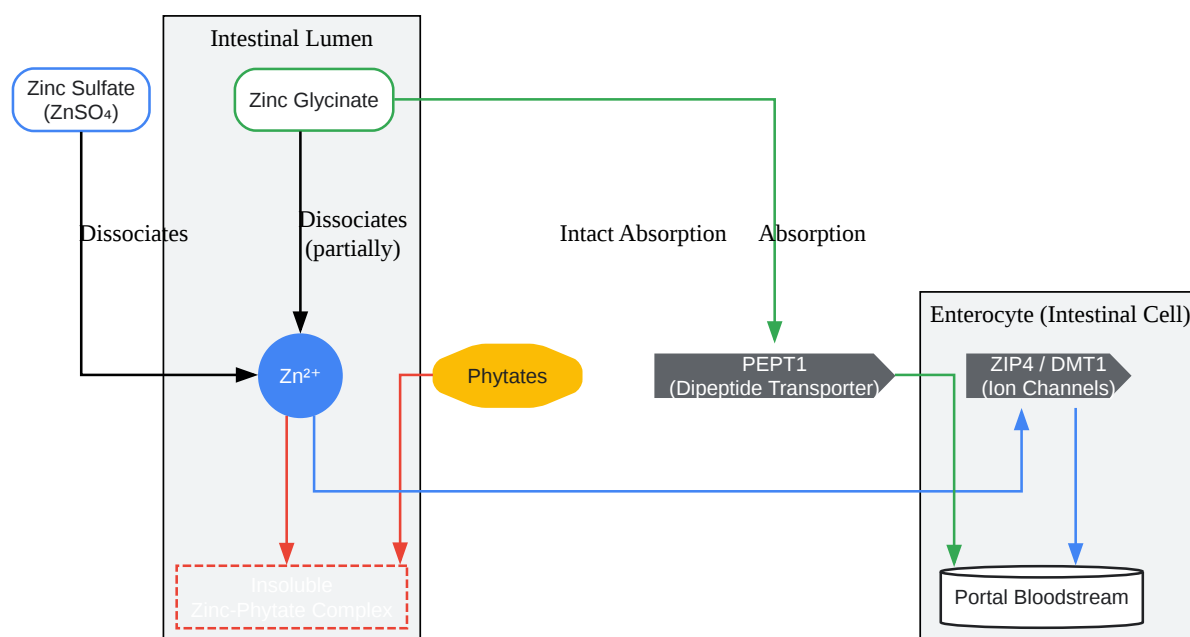 Intestinal Lumen
Zinc Sulfate
(ZnSO₄)
Zinc Glycinate
Dissociates
Dissociates
(partially)
Intact Absorption
Absorption
Enterocyte (Intestinal Cell)
Zn²⁺
Phytates
PEPT1
(Dipeptide Transporter)
ZIP4 / DMT1
(Ion Channels)
Insoluble
Zinc-Phytate Complex
Portal Bloodstream